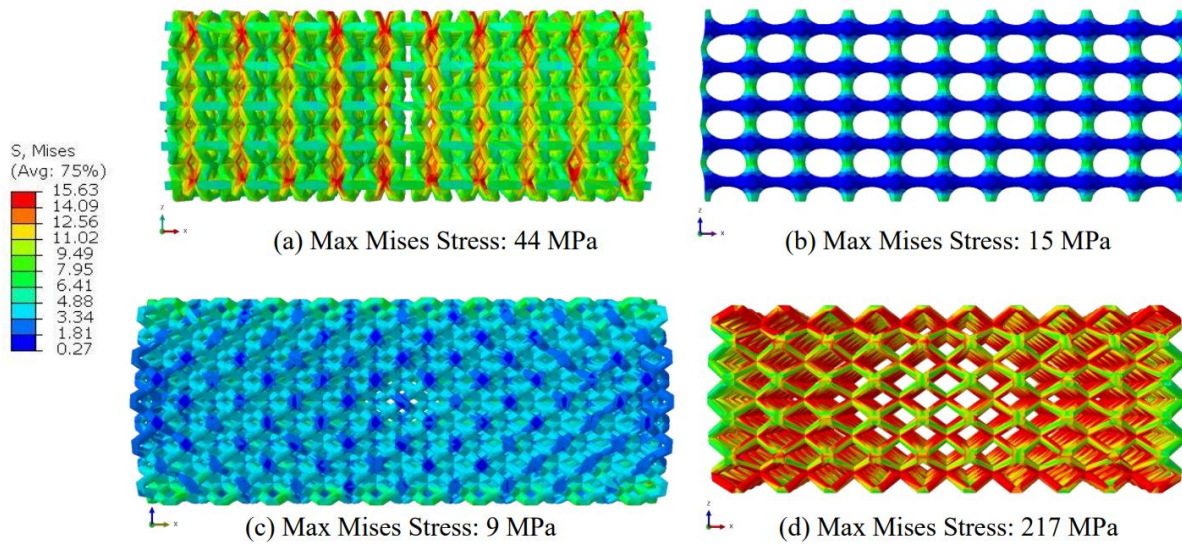 S, Mises
(Avg: 75%)
15.63
14.09
12.56
11.02
9.49
7.95
6.41
4.88
3.34
1.81
0.27
z
x
(a) Max Mises Stress: 44 MPa
z
x
(b) Max Mises Stress: 15 MPa
x
(c) Max Mises Stress: 9 MPa
z
x
(d) Max Mises Stress: 217 MPa